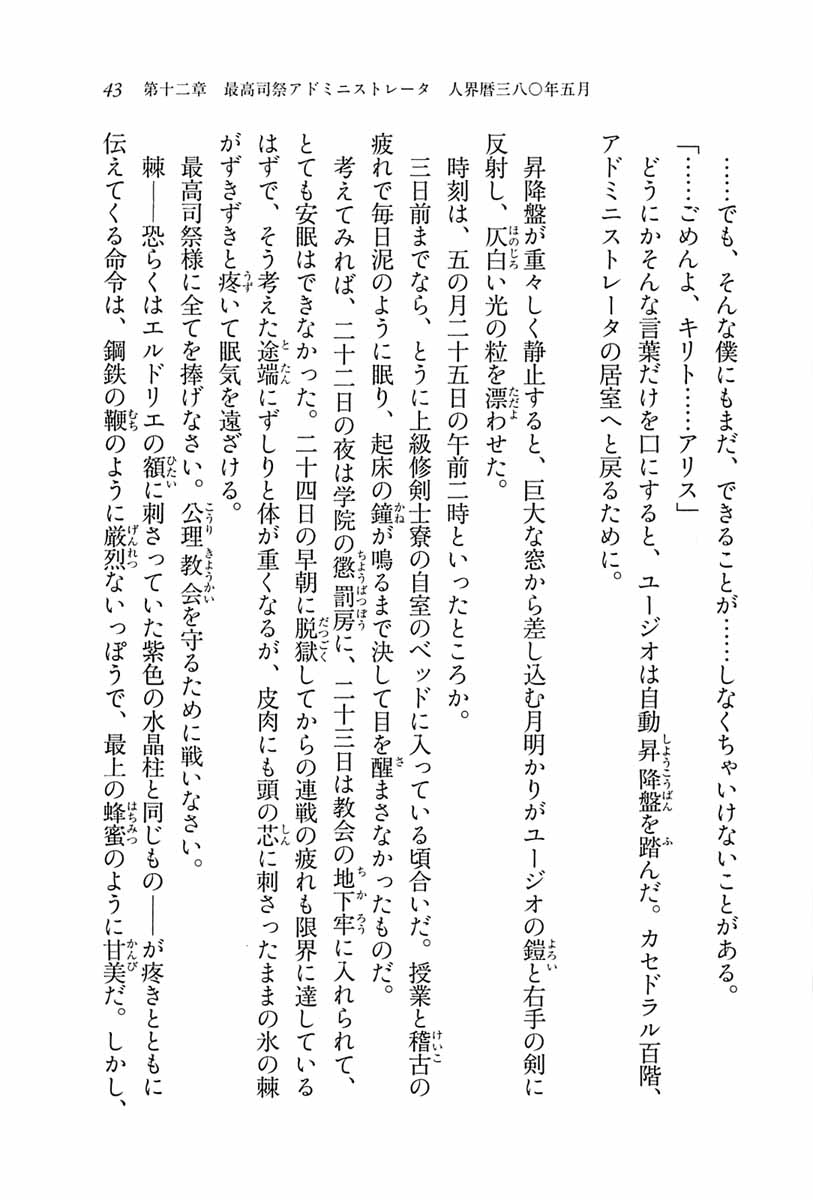 43 第十二章 最高司祭アドミニストレータ 人界暦三八〇年五月
……でも、そんな僕にもまだ、できることが……しなくちゃいけないことがある。
「……ごめんよ、キリト……アリス」
どうにかそんな言葉だけを口にすると、ユージオは自動昇降盤を踏んだ。カセドラル百階、
アドミニストレータの居室へと戻るために。
昇降盤が重々しく静止すると、巨大な窓から差し込む月明かりがユージオの鎧と右手の剣に
反射し、仄白い光の粒を漂わせた。
時刻は、五の月二十五日の午前二時といったところか。
三日前までなら、とうに上級修剣士寮の自室のベッドに入っている頃合いだ。授業と稽古の
疲れで毎日泥のように眠り、起床の鐘が鳴るまで決して目を醒まさなかったものだ。
考えてみれば、二十二日の夜は学院の懲罰房に、二十三日は教会の地下牢に入れられて、
とても安眠はできなかった。二十四日の早朝に脱獄してからの連戦の疲れも限界に達している
はずで、そう考えた途端にずしりと体が重くなるが、皮肉にも頭の芯に刺さったままの氷の棘
がずきずきと疼いて眠気を遠ざける。
最高司祭様に全てを捧げなさい。公理教会を守るために戦いなさい。
棘――恐らくはエルドリエの額に刺さっていた紫色の水晶柱と同じもの――が疼きとともに
伝えてくる命令は、鋼鉄の鞭のように厳烈ないっぽうで、最上の蜂蜜のように甘美だ。しかし、